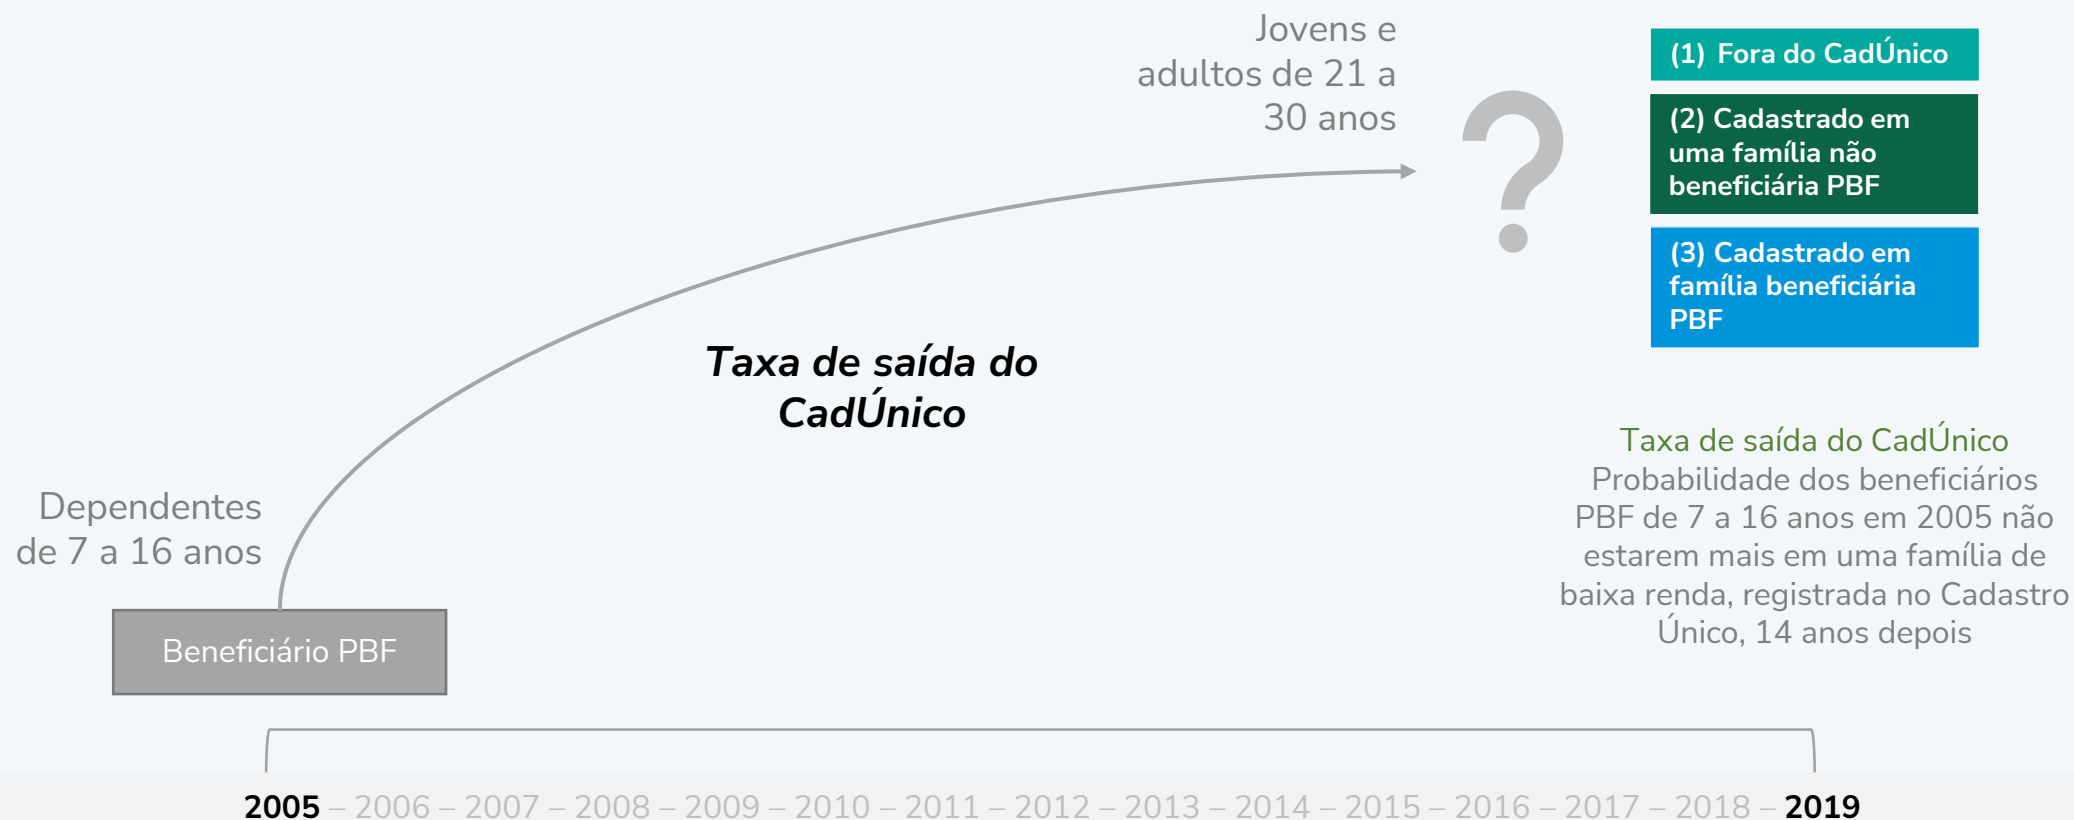 Jovens e
adultos de 21 a
30 anos
?
(1) Fora do CadÚnico
(2) Cadastrado em
uma família não
beneficiária PBF
(3) Cadastrado em
família beneficiária
PBF
Taxa de saída do
CadÚnico
Taxa de saída do CadÚnico
Probabilidade dos beneficiários
PBF de 7 a 16 anos em 2005 não
estarem mais em uma família de
baixa renda, registrada no Cadastro
Único, 14 anos depois
Dependentes
de 7 a 16 anos
Beneficiário PBF
2005 – 2006 – 2007 – 2008 – 2009 – 2010 – 2011 – 2012 – 2013 – 2014 – 2015 – 2016 – 2017 – 2018 – 2019